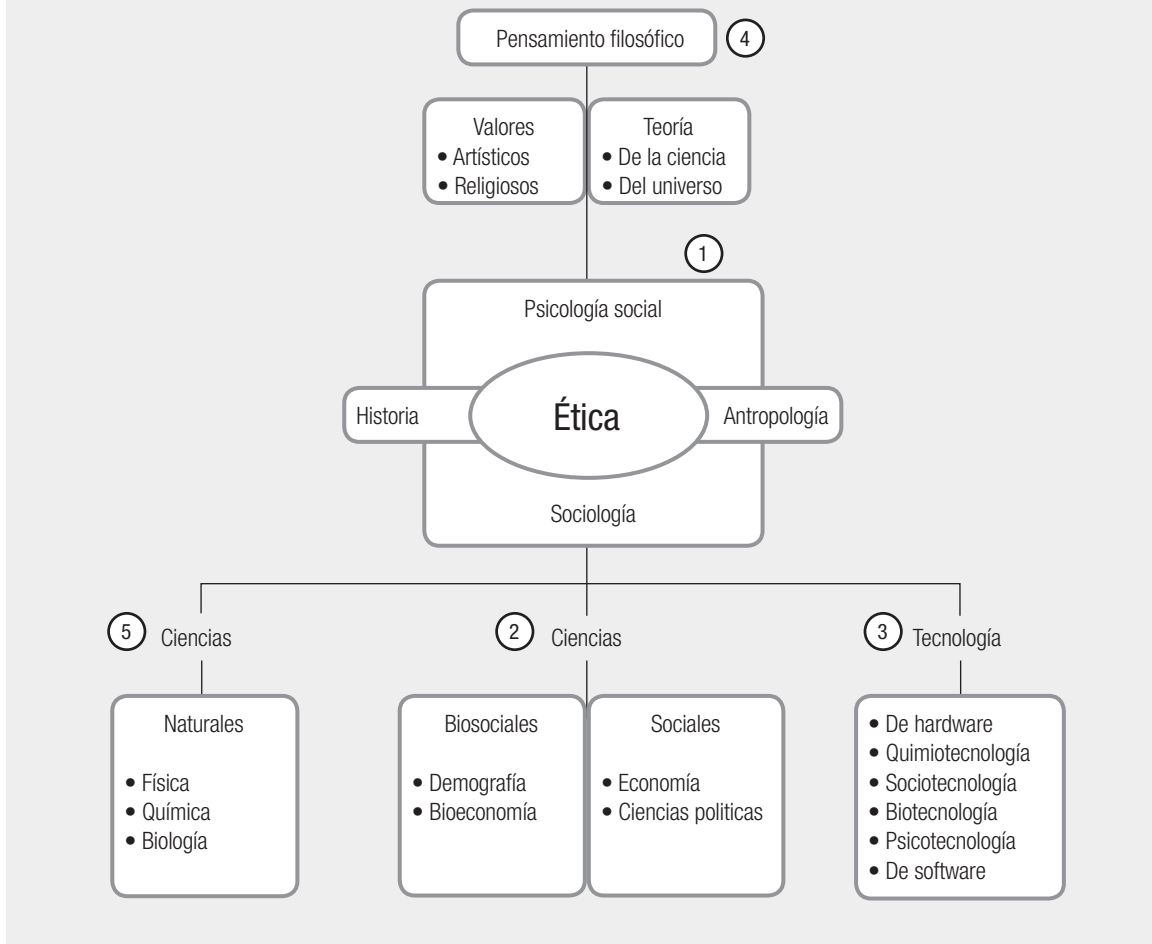 Pensamiento filosófico
4
Valores
• Artísticos
• Religiosos
Teoría
• De la ciencia
• Del universo
1
Psicología social
Historia
Ética
Antropología
Sociología
5
Ciencias
2
Ciencias
3
Tecnología
Naturales
• Física
• Química
• Biología
Biosociales
• Demografía
• Bioeconomía
Sociales
• Economía
• Ciencias politicas
• De hardware
• Quimiotecnología
• Sociotecnología
• Biotecnología
• Psicotecnología
• De software